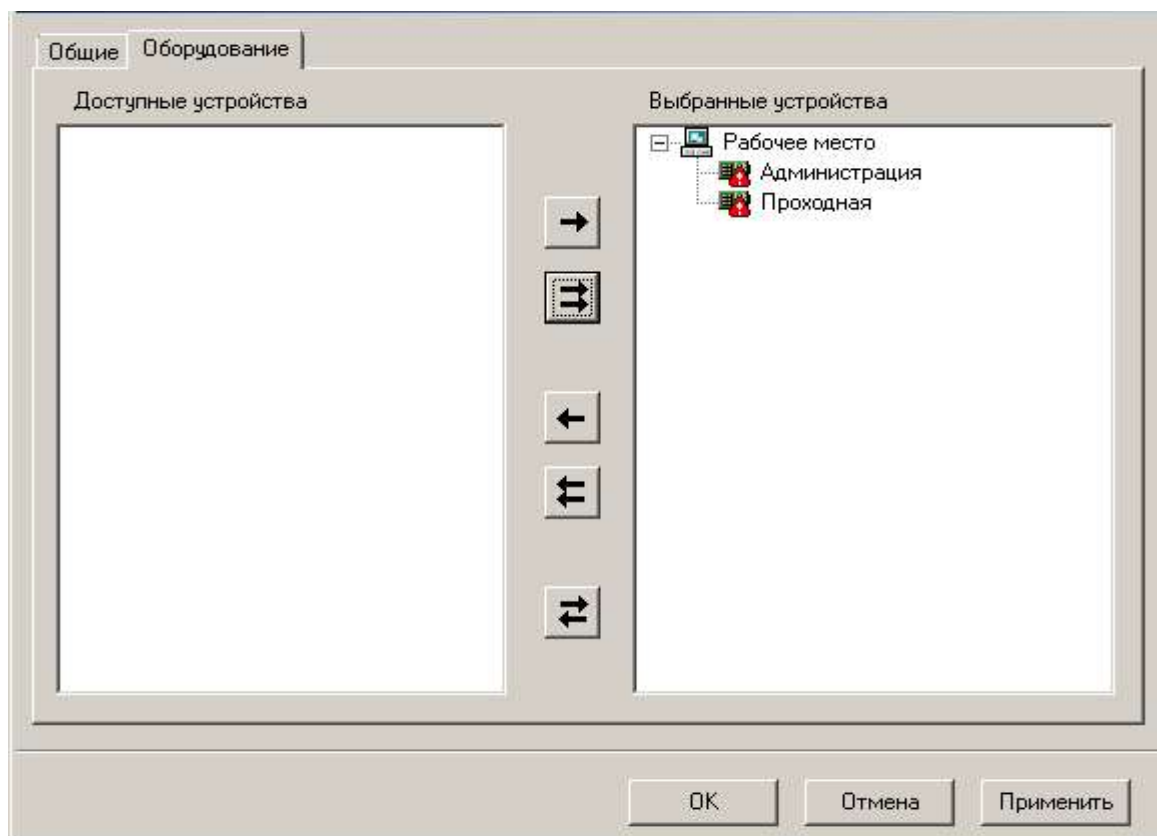 Общие Оборудование
Доступные устройства
Выбранные устройства
Рабочее место
Администрация
Проходная
OK Отмена Применить